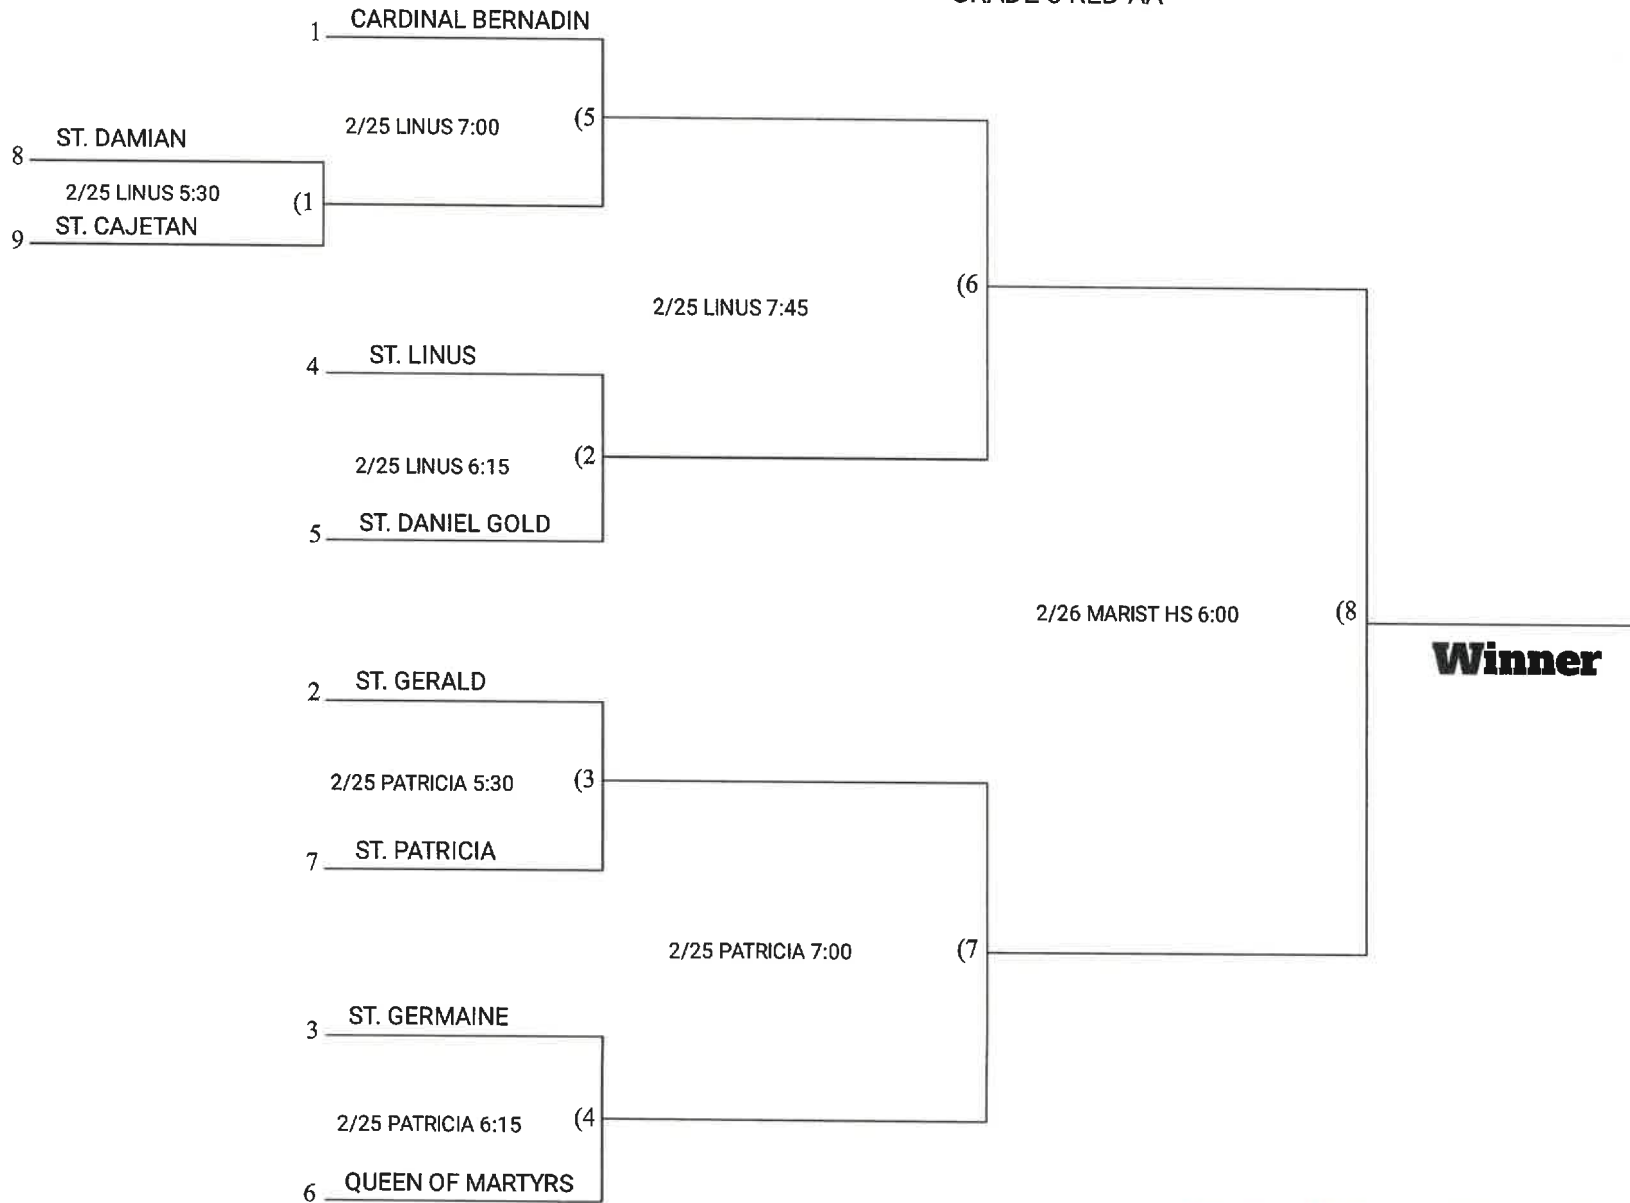 1 CARDINAL BERNADIN
2/25 LINUS 7:00 (5
8 ST. DAMIAN
2/25 LINUS 5:30 (1
9 ST. CAJETAN
2/25 LINUS 7:45 (6
4 ST. LINUS
2/25 LINUS 6:15 (2
5 ST. DANIEL GOLD
2/26 MARIST HS 6:00 (8
Winner
2 ST. GERALD
2/25 PATRICIA 5:30 (3
7 ST. PATRICIA
2/25 PATRICIA 7:00 (7
3 ST. GERMAINE
2/25 PATRICIA 6:15 (4
6 QUEEN OF MARTYRS